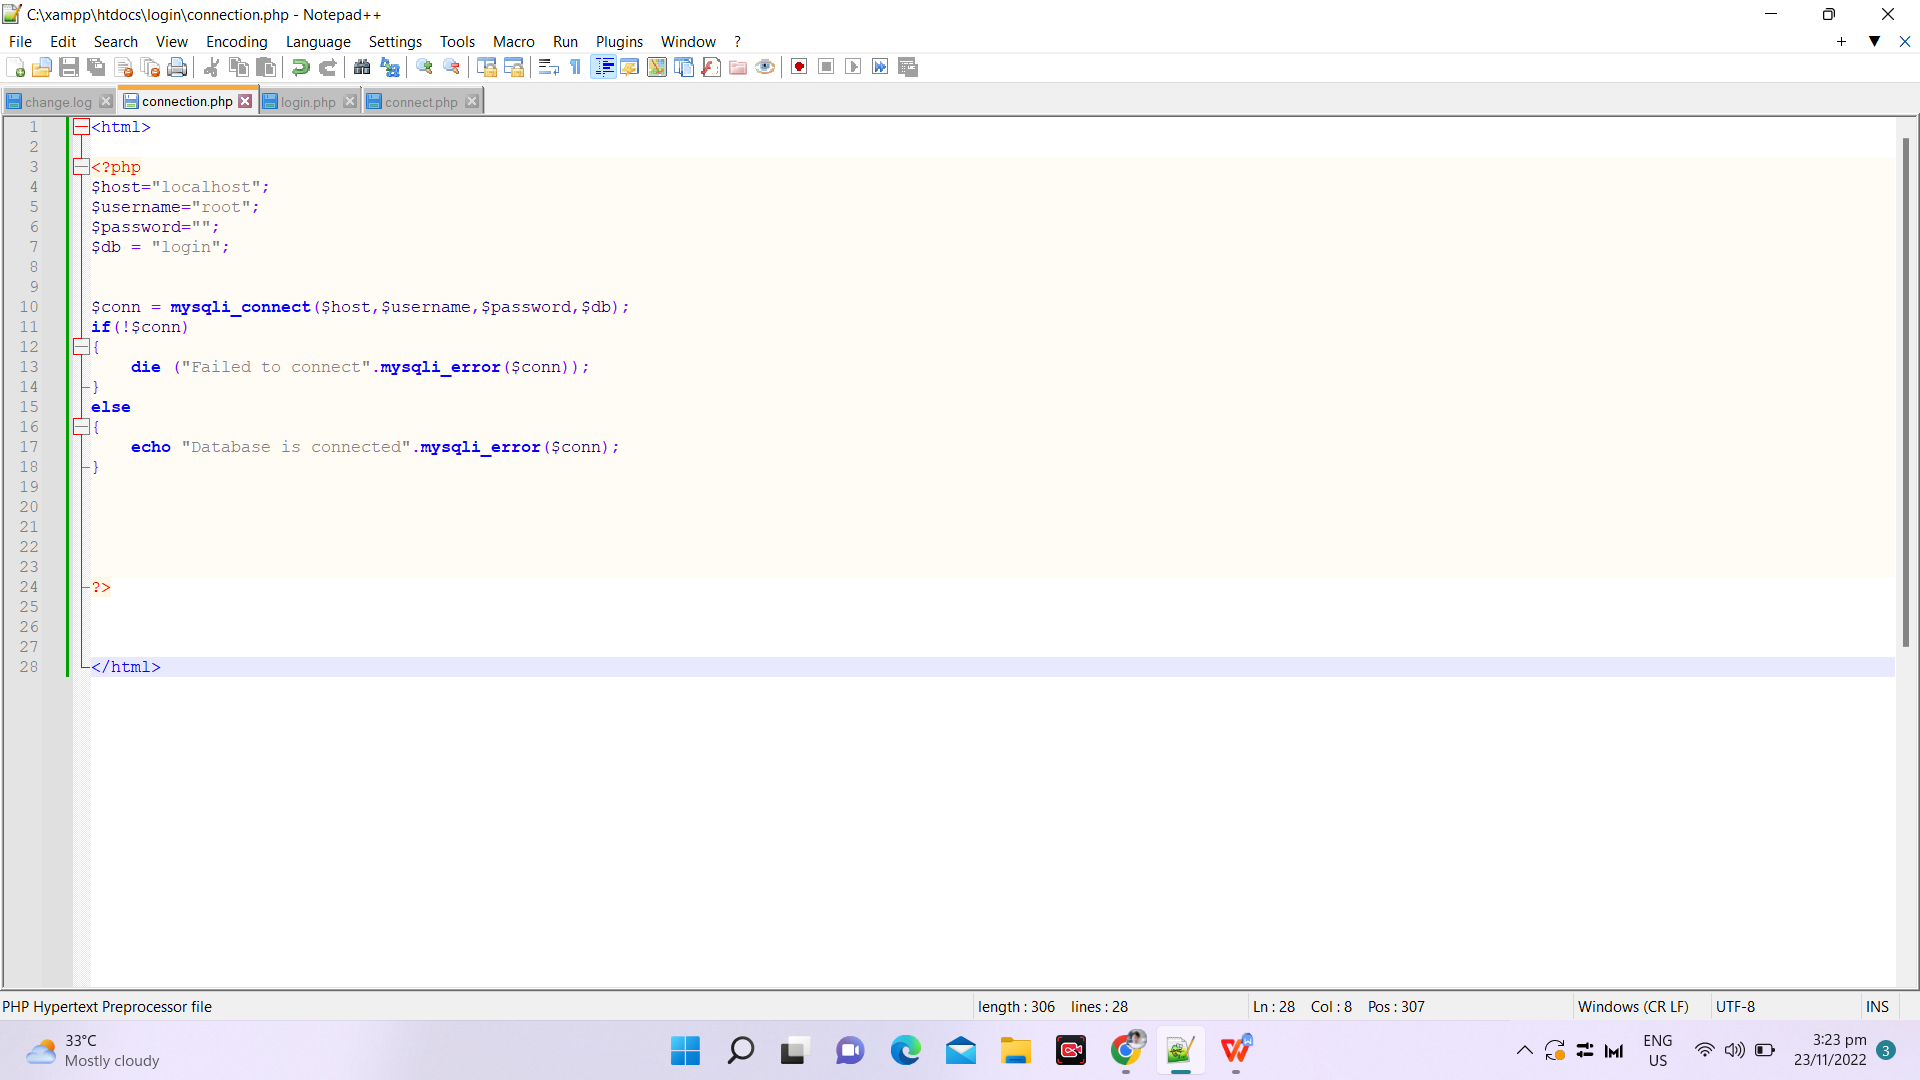 C:\xampp\htdocs\login\connection.php - Notepad++
File Edit Search View Encoding Language Settings Tools Macro Run Plugins Window ?
change.log connection.php login.php connect.php
1 <html>
2
3 <?php
4 $host="localhost";
5 $username="root";
6 $password="";
7 $db = "login";
8
9
10 $conn = mysqli_connect($host,$username,$password,$db);
11 if(!$conn)
12 {
13 die ("Failed to connect".mysqli_error($conn));
14 }
15 else
16 {
17 echo "Database is connected".mysqli_error($conn);
18 }
19
20
21
22
23
24 ?>
25
26
27
28 </html>
PHP Hypertext Preprocessor file length : 306 lines : 28 Ln : 28 Col : 8 Pos : 307 Windows (CR LF) UTF-8 INS
33°C
Mostly cloudy
ENG
US
3:23 pm
23/11/2022
3